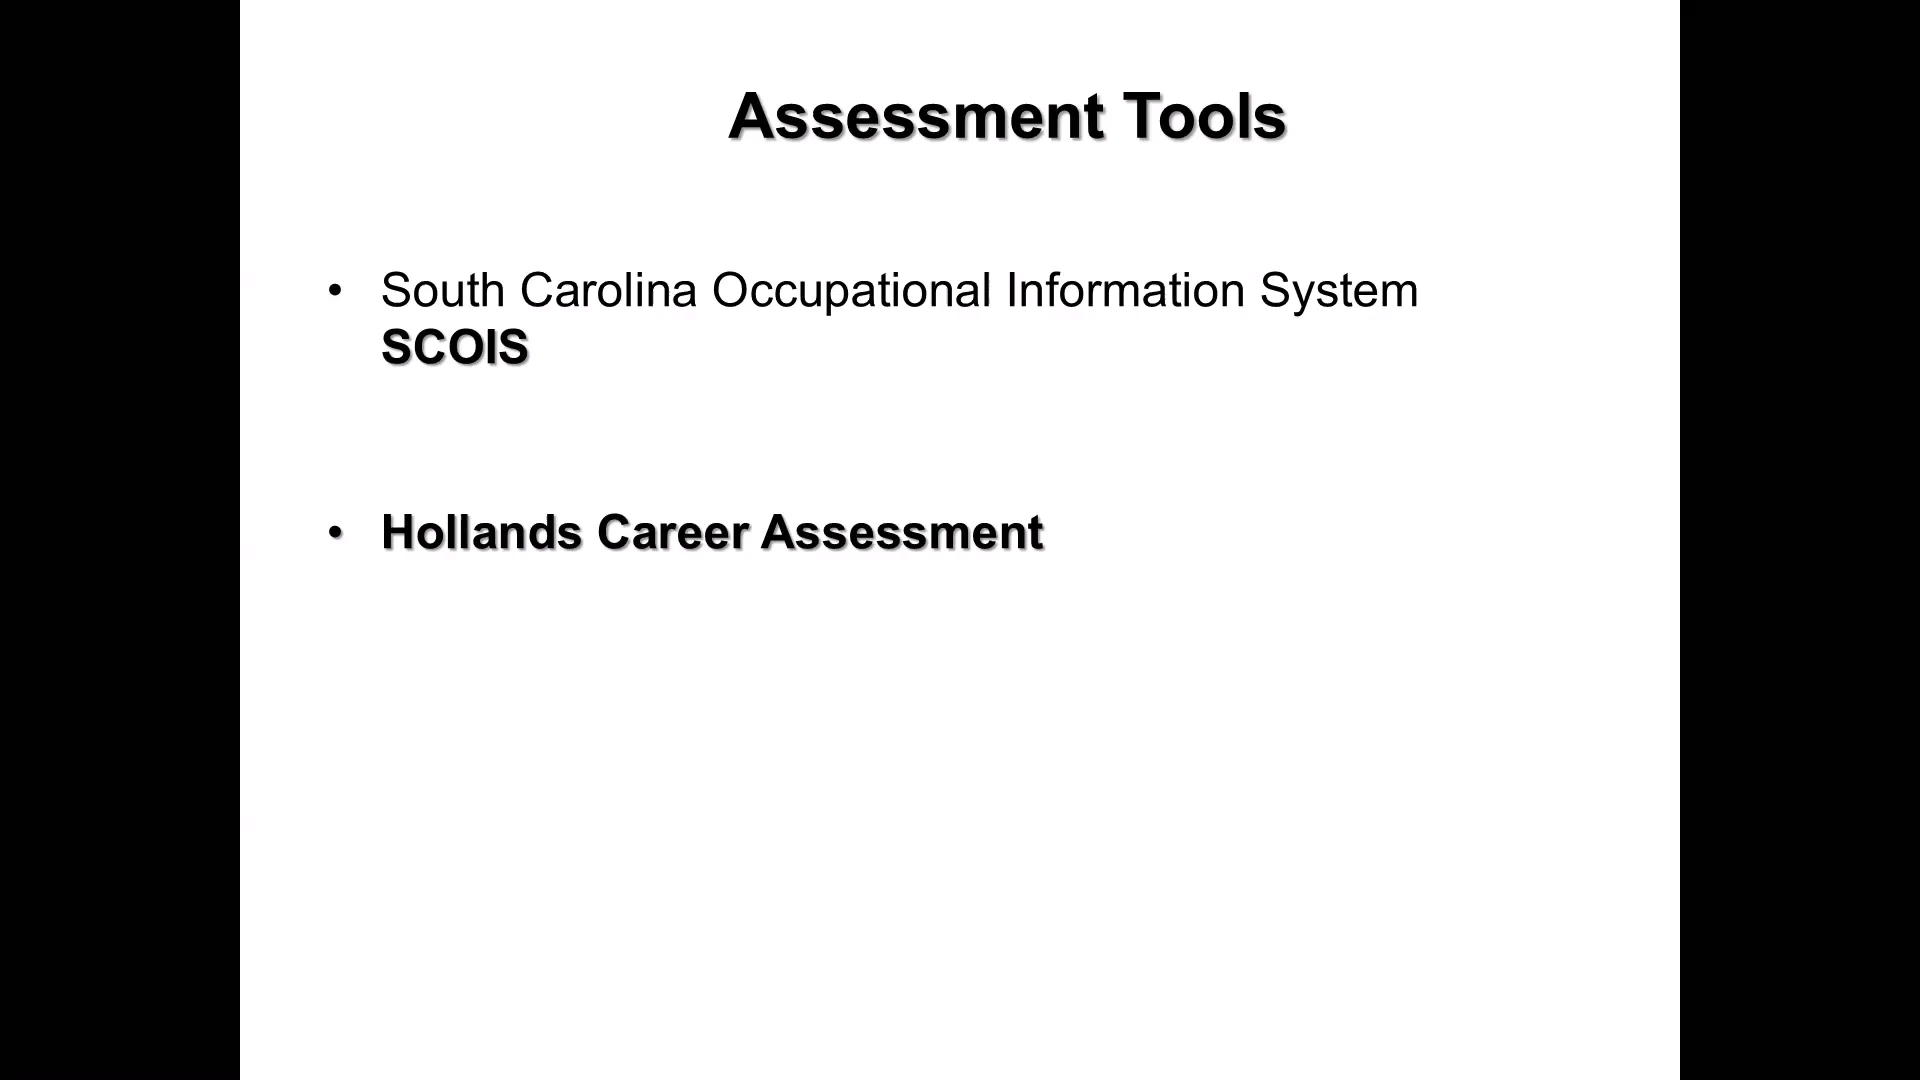 Assessment Tools
• South Carolina Occupational Information System
SCOIS
• Hollands Career Assessment